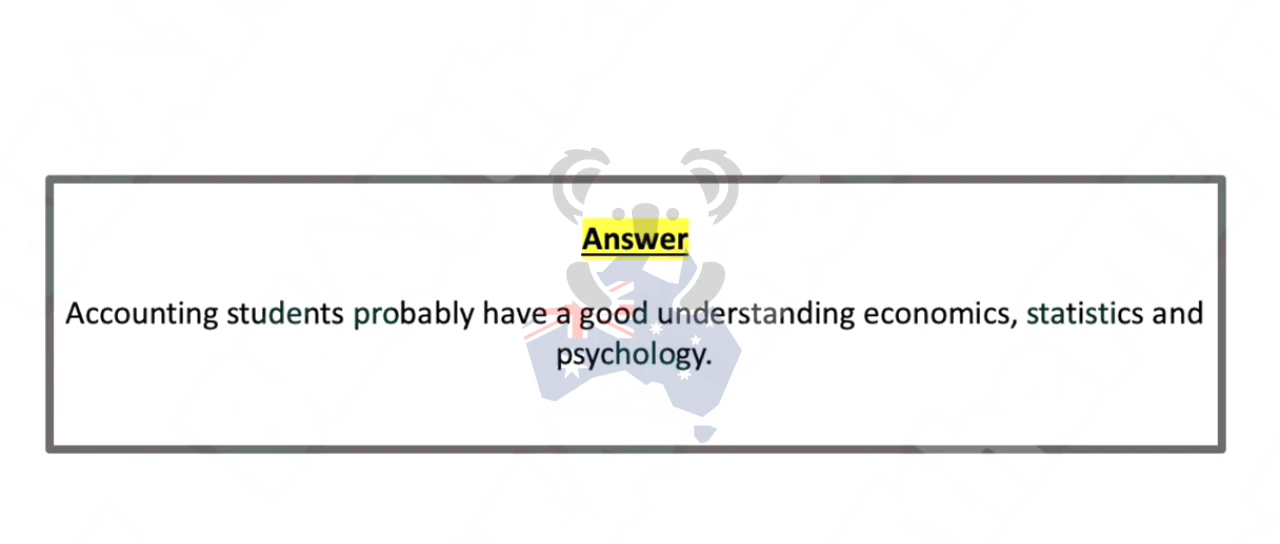 Answer
Accounting students probably have a good understanding economics, statistics and
psychology.